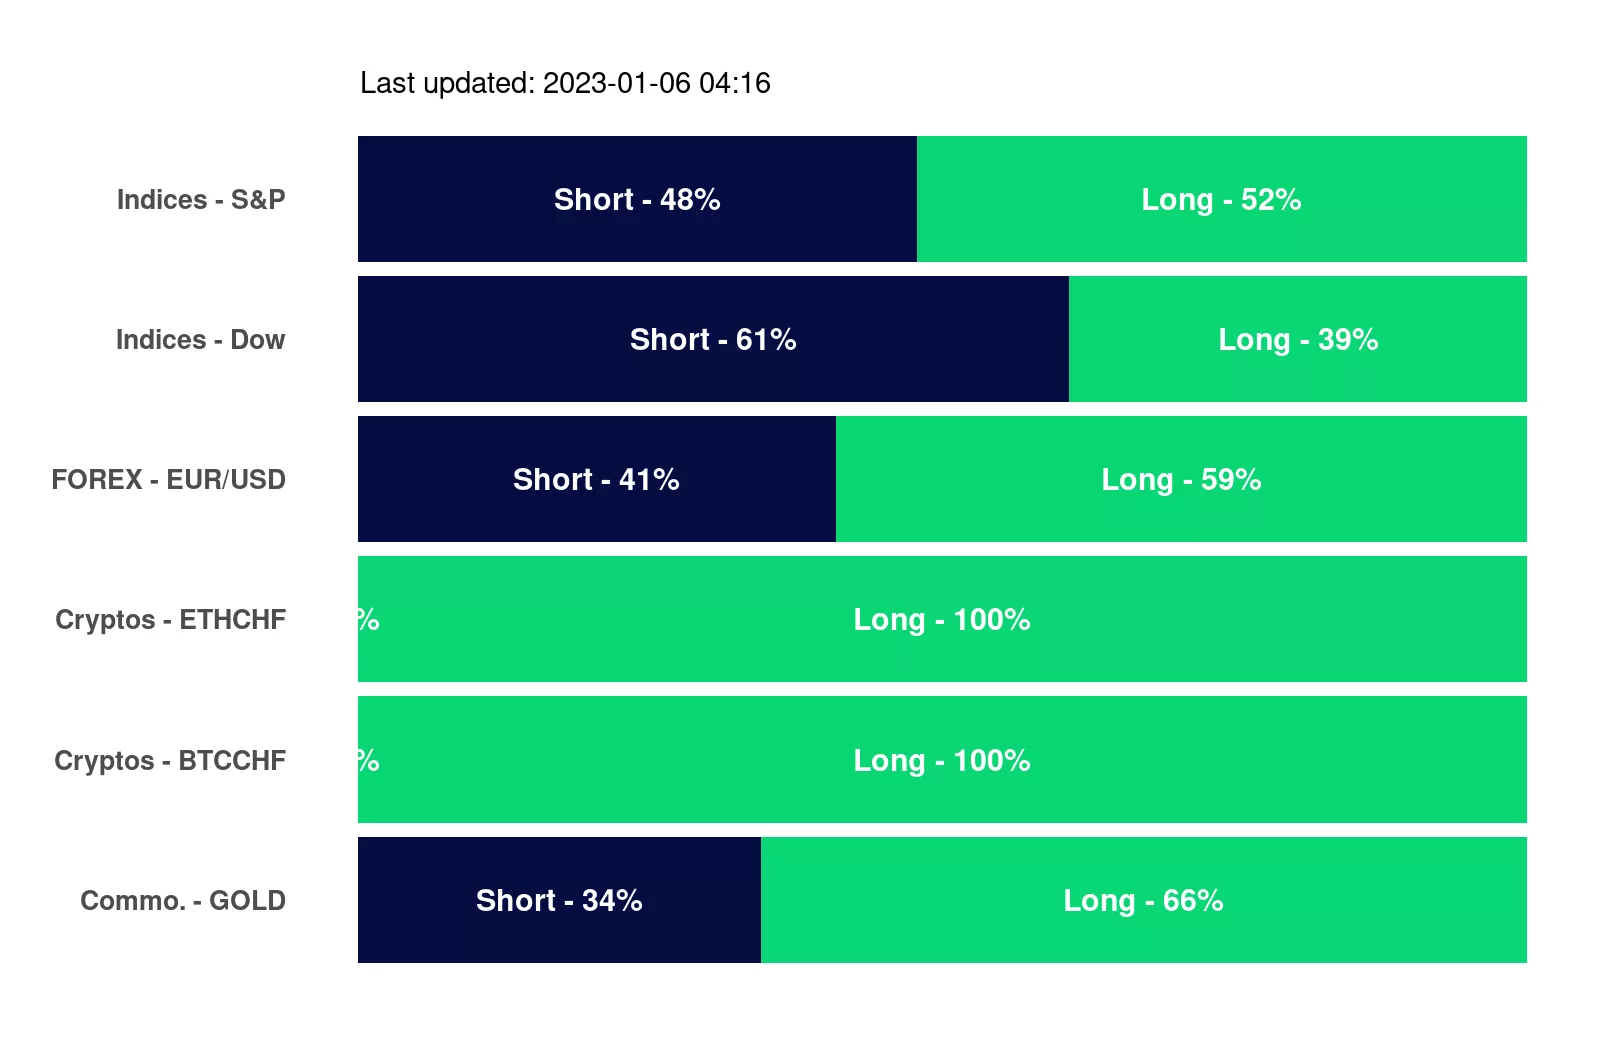 Last updated: 2023-01-06 04:16
Indices - S&P Short - 48% Long - 52%
Indices - Dow Short - 61% Long - 39%
FOREX - EUR/USD Short - 41% Long - 59%
Cryptos - ETHCHF % Long - 100%
Cryptos - BTCCHF % Long - 100%
Commo. - GOLD Short - 34% Long - 66%